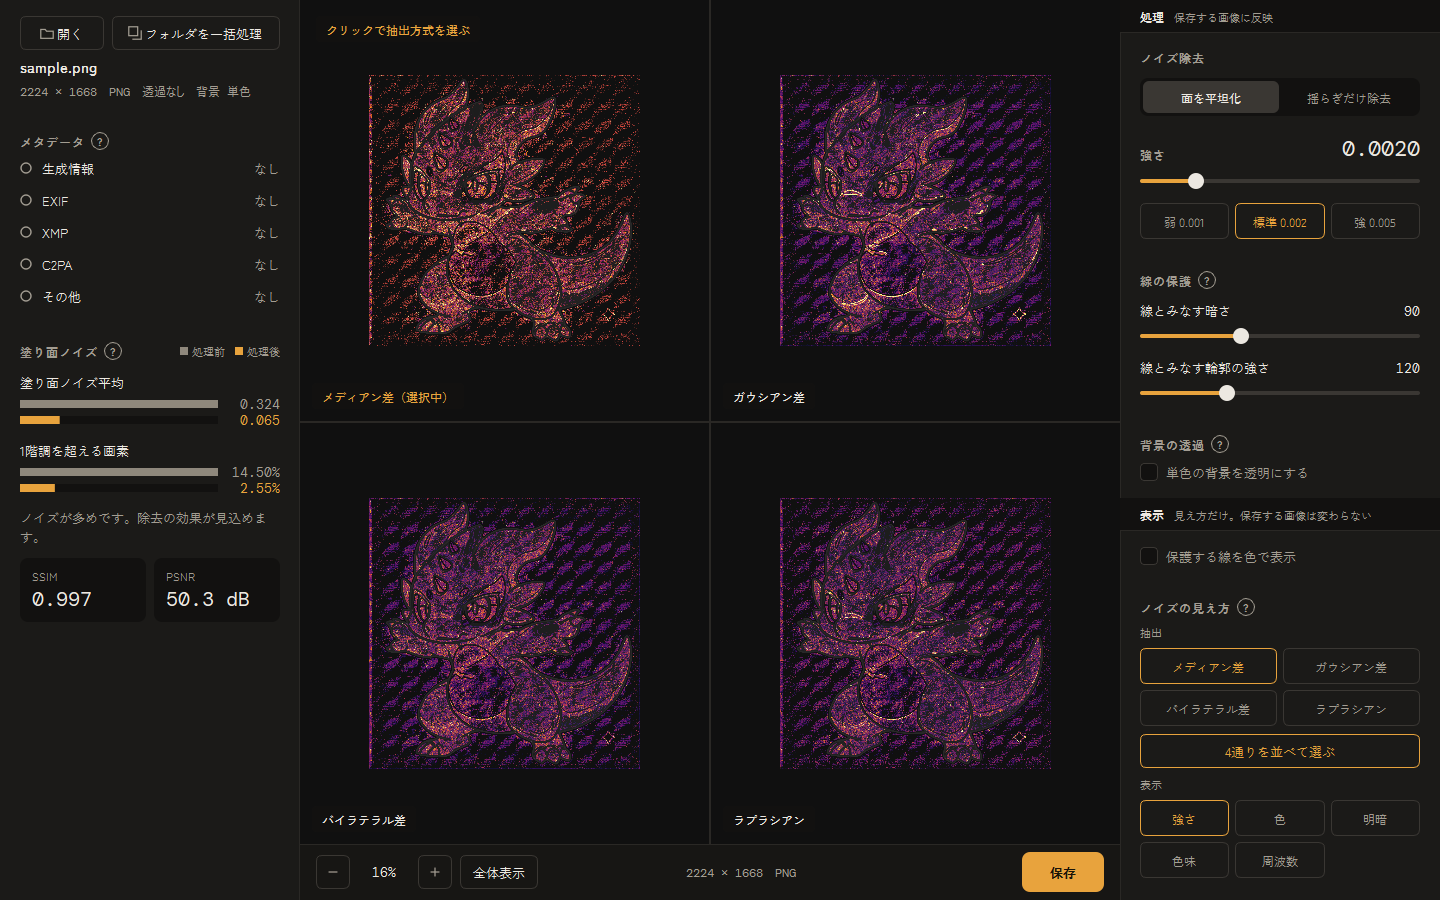 開く
フォルダを一括処理
sample.png
2224 × 1668 PNG 透過なし 背景 単色
メタデータ ?
生成情報 なし
EXIF なし
XMP なし
C2PA なし
その他 なし
塗り面ノイズ ? 処理前 処理後
塗り面ノイズ平均
0.324
0.065
1階調を超える画素
14.50%
2.55%
ノイズが多めです。除去の効果が見込めま
す。
SSIM
0.997
PSNR
50.3 dB
クリックで抽出方式を選ぶ
メディアン差（選択中）
ガウシアン差
バイラテラル差
ラプラシアン
− 16% + 全体表示
2224 × 1668 PNG
保存
処理 保存する画像に反映
ノイズ除去
面を平坦化 揺らぎだけ除去
強さ 0.0020
弱 0.001 標準 0.002 強 0.005
線の保護 ?
線とみなす暗さ 90
線とみなす輪郭の強さ 120
背景の透過 ?
単色の背景を透明にする
表示 見え方だけ。保存する画像は変わらない
保護する線を色で表示
ノイズの見え方 ?
抽出
メディアン差 ガウシアン差
バイラテラル差 ラプラシアン
4通りを並べて選ぶ
表示
強さ 色 明暗
色味 周波数